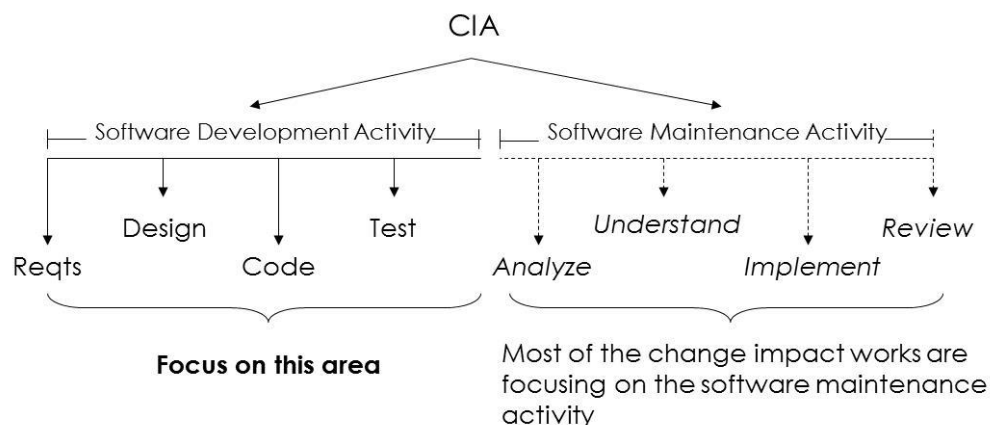 CIA
Software Development Activity
Software Maintenance Activity
Design
Test
Understand
Review
Reqts
Code
Analyze
Implement
Focus on this area
Most of the change impact works are
focusing on the software maintenance
activity